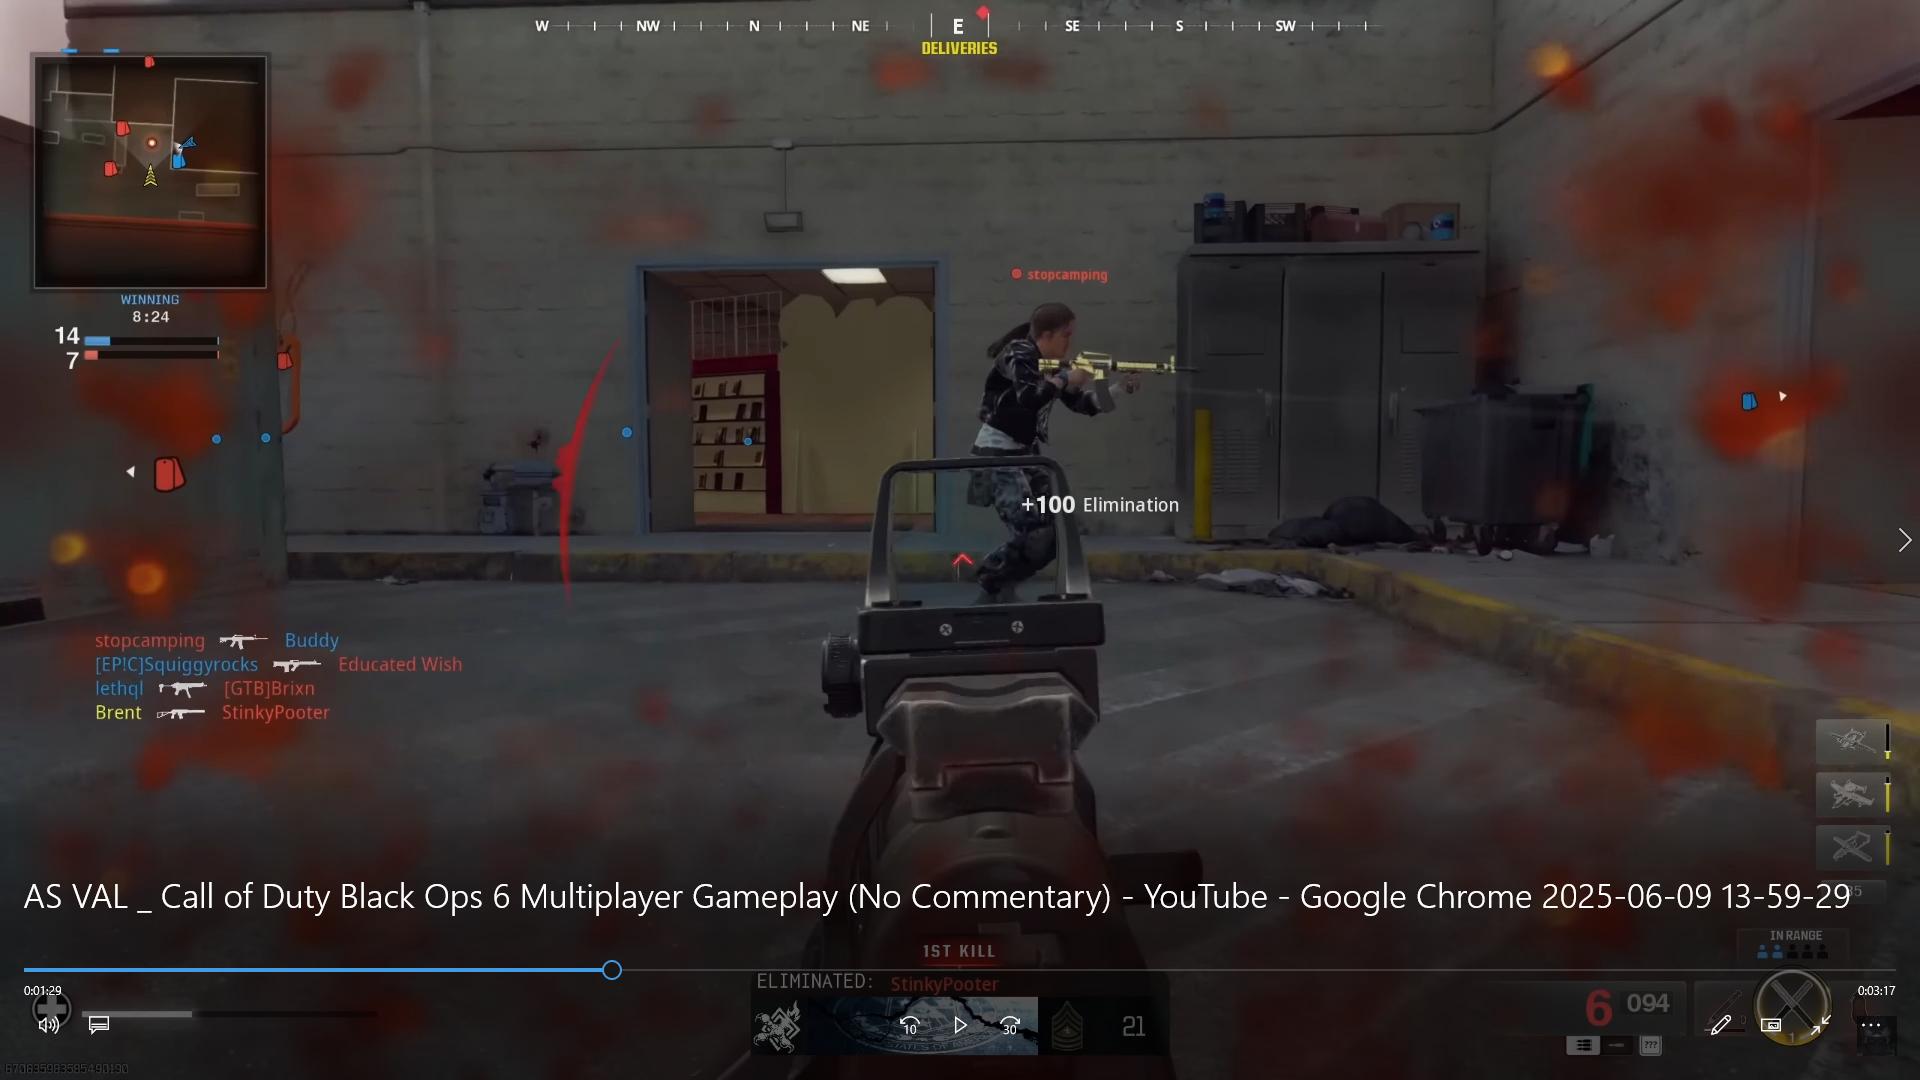 W NW N NE E SE S SW
DELIVERIES
WINNING
8:24
14
7
stopcamping
+100 Elimination
stopcamping Buddy
[EP!C]Squiggyrocks Educated Wish
lethql [GTB]Brixn
Brent StinkyPooter
AS VAL _ Call of Duty Black Ops 6 Multiplayer Gameplay (No Commentary) - YouTube - Google Chrome 2025-06-09 13-59-29
IN RANGE
1ST KILL
ELIMINATED: StinkyPooter
0:01:29
0:03:17
6 094
10
30
21
1
???